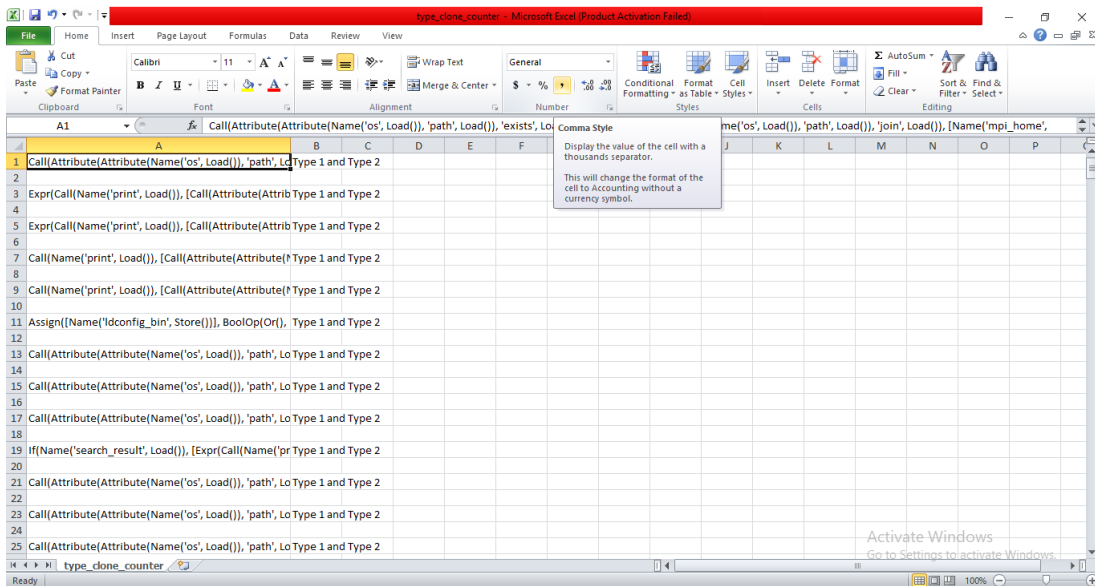 type_clone_counter - Microsoft Excel (Product Activation Failed)
File Home Insert Page Layout Formulas Data Review View
Paste
Cut
Copy
Format Painter
Clipboard
Calibri 11 A A
B I U A
Font
Wrap Text
Merge & Center
Alignment
General
$ % , .0 .00 .00 .0
Number
Conditional Formatting
Format as Table
Cell Styles
Styles
Insert Delete Format
Cells
Σ AutoSum
Fill
Clear
Sort & Filter
Find & Select
Editing
A1 fx Call(Attribute(Attribute(Name('os', Load()), 'path', Load()), 'exists', Lo me('os', Load()), 'path', Load()), 'join', Load()), [Name('mpi_home',
Comma Style
Display the value of the cell with a
thousands separator.
This will change the format of the
cell to Accounting without a
currency symbol.
A B C D E F J K L M N O P
1 Call(Attribute(Attribute(Name('os', Load()), 'path', Lo Type 1 and Type 2
2
3 Expr(Call(Name('print', Load()), [Call(Attribute(Attrib Type 1 and Type 2
4
5 Expr(Call(Name('print', Load()), [Call(Attribute(Attrib Type 1 and Type 2
6
7 Call(Name('print', Load()), [Call(Attribute(Attribute(N Type 1 and Type 2
8
9 Call(Name('print', Load()), [Call(Attribute(Attribute(N Type 1 and Type 2
10
11 Assign([Name('ldconfig_bin', Store())], BoolOp(Or(), Type 1 and Type 2
12
13 Call(Attribute(Attribute(Name('os', Load()), 'path', Lo Type 1 and Type 2
14
15 Call(Attribute(Attribute(Name('os', Load()), 'path', Lo Type 1 and Type 2
16
17 Call(Attribute(Attribute(Name('os', Load()), 'path', Lo Type 1 and Type 2
18
19 If(Name('search_result', Load()), [Expr(Call(Name('pr Type 1 and Type 2
20
21 Call(Attribute(Attribute(Name('os', Load()), 'path', Lo Type 1 and Type 2
22
23 Call(Attribute(Attribute(Name('os', Load()), 'path', Lo Type 1 and Type 2
24
25 Call(Attribute(Attribute(Name('os', Load()), 'path', Lo Type 1 and Type 2
Activate Windows
Go to Settings to activate Windows.
type_clone_counter
Ready 100%